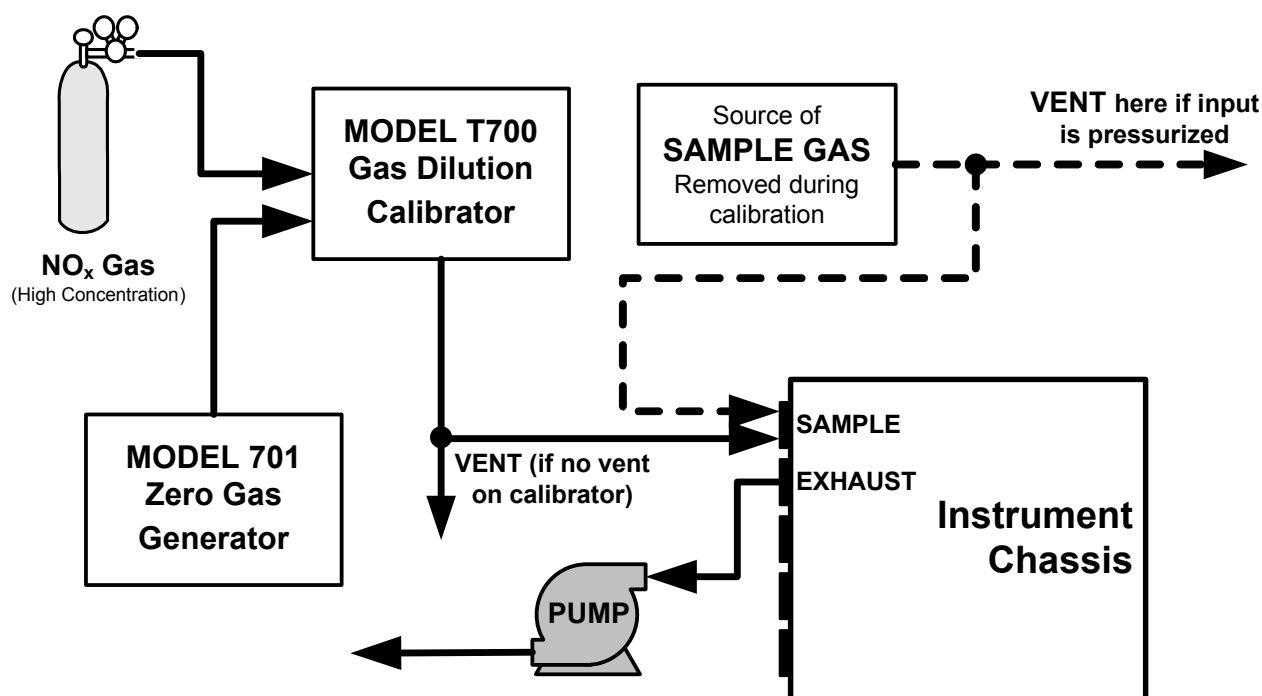 NOx Gas
(High Concentration)
MODEL T700
Gas Dilution
Calibrator
Source of
SAMPLE GAS
Removed during
calibration
VENT here if input
is pressurized
MODEL 701
Zero Gas
Generator
VENT (if no vent
on calibrator)
SAMPLE
EXHAUST
Instrument
Chassis
PUMP